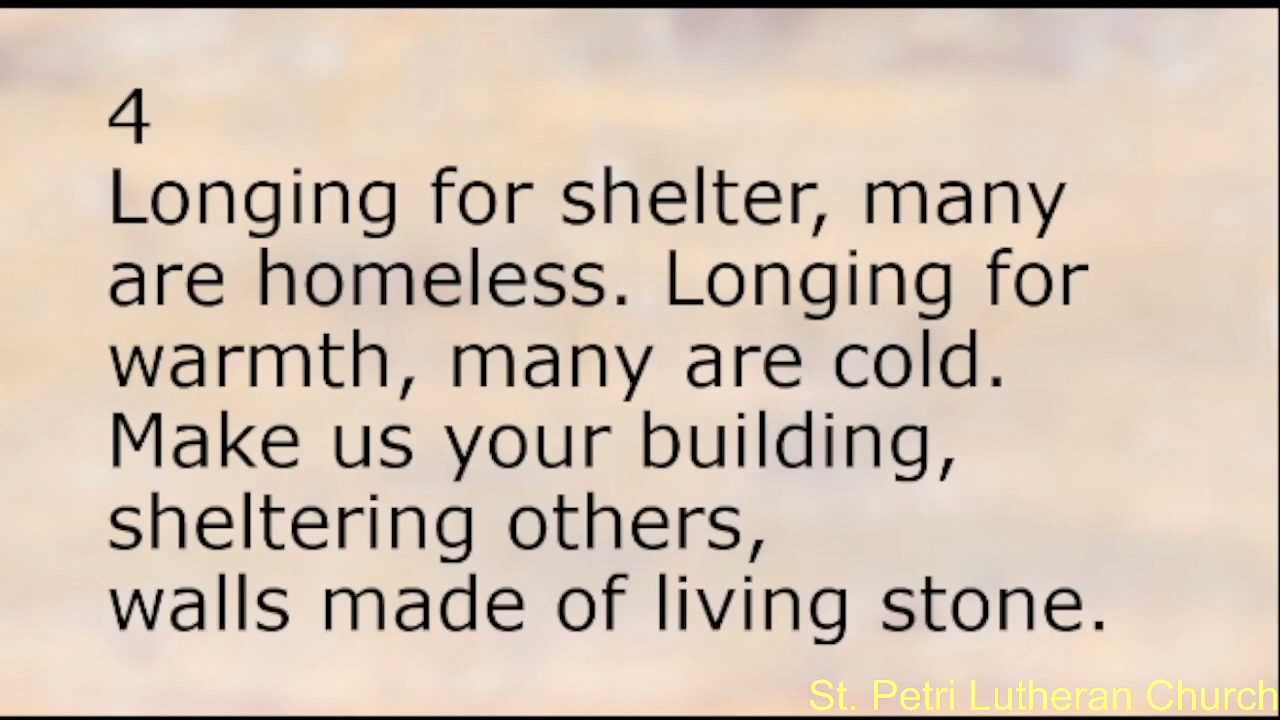 4
Longing for shelter, many
are homeless. Longing for
warmth, many are cold.
Make us your building,
sheltering others,
walls made of living stone.
St. Petri Lutheran Church